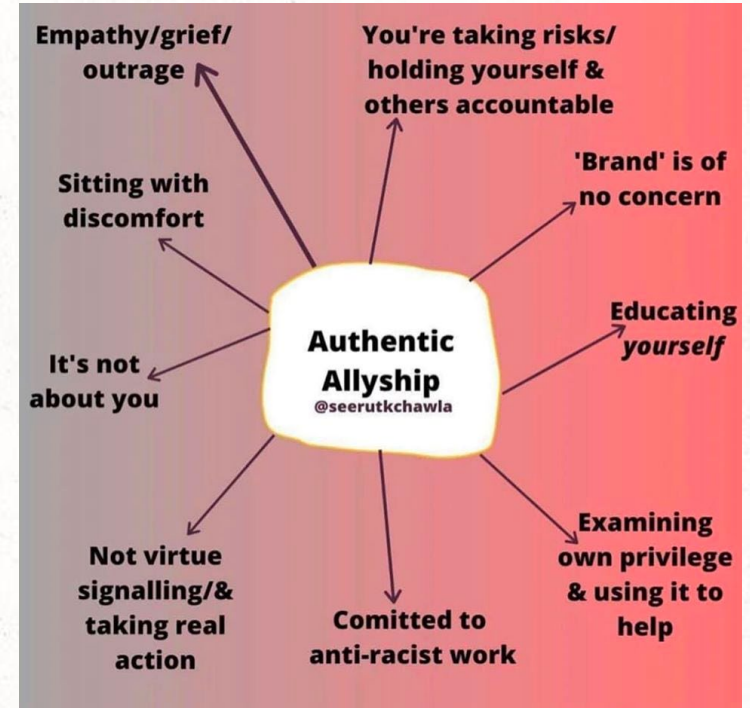 Empathy/grief/
outrage
You're taking risks/
holding yourself &
others accountable
'Brand' is of
no concern
Sitting with
discomfort
Educating
yourself
Authentic
Allyship
@seerutkchawla
It's not
about you
Examining
own privilege
& using it to
help
Not virtue
signalling/&
taking real
action
Comitted to
anti-racist work